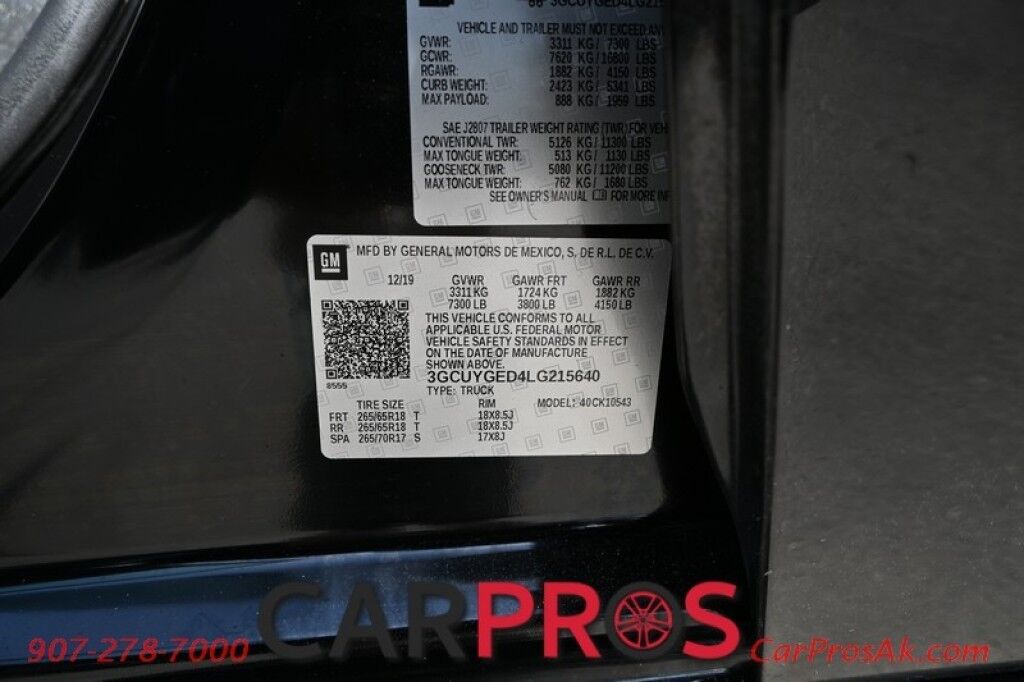 3GCUYGED4LG215
VEHICLE AND TRAILER MUST NOT EXCEED ANY
GVWR: 3311 KG / 7300 LBS
GCWR: 7620 KG / 16800 LBS
RGAWR: 1882 KG / 4150 LBS
CURB WEIGHT: 2423 KG / 5341 LBS
MAX PAYLOAD: 888 KG / 1959 LBS
SAE J2807 TRAILER WEIGHT RATING (TWR) FOR VEHI
CONVENTIONAL TWR: 5126 KG / 11300 LBS
MAX TONGUE WEIGHT: 513 KG / 1130 LBS
GOOSENECK TWR: 5080 KG / 11200 LBS
MAX TONGUE WEIGHT: 762 KG / 1680 LBS
SEE OWNER'S MANUAL FOR MORE INF
GM MFD BY GENERAL MOTORS DE MEXICO, S. DE R.L. DE C.V.
12/19 GVWR GAWR FRT GAWR RR
3311 KG 1724 KG 1882 KG
7300 LB 3800 LB 4150 LB
THIS VEHICLE CONFORMS TO ALL
APPLICABLE U.S. FEDERAL MOTOR
VEHICLE SAFETY STANDARDS IN EFFECT
ON THE DATE OF MANUFACTURE
SHOWN ABOVE.
3GCUYGED4LG215640
8555
TYPE: TRUCK
TIRE SIZE RIM MODEL: 40CK10543
FRT 265/65R18 T 18X8.5J
RR 265/65R18 T 18X8.5J
SPA 265/70R17 S 17X8J
CARPROS
907-278-7000 CarProsAk.com